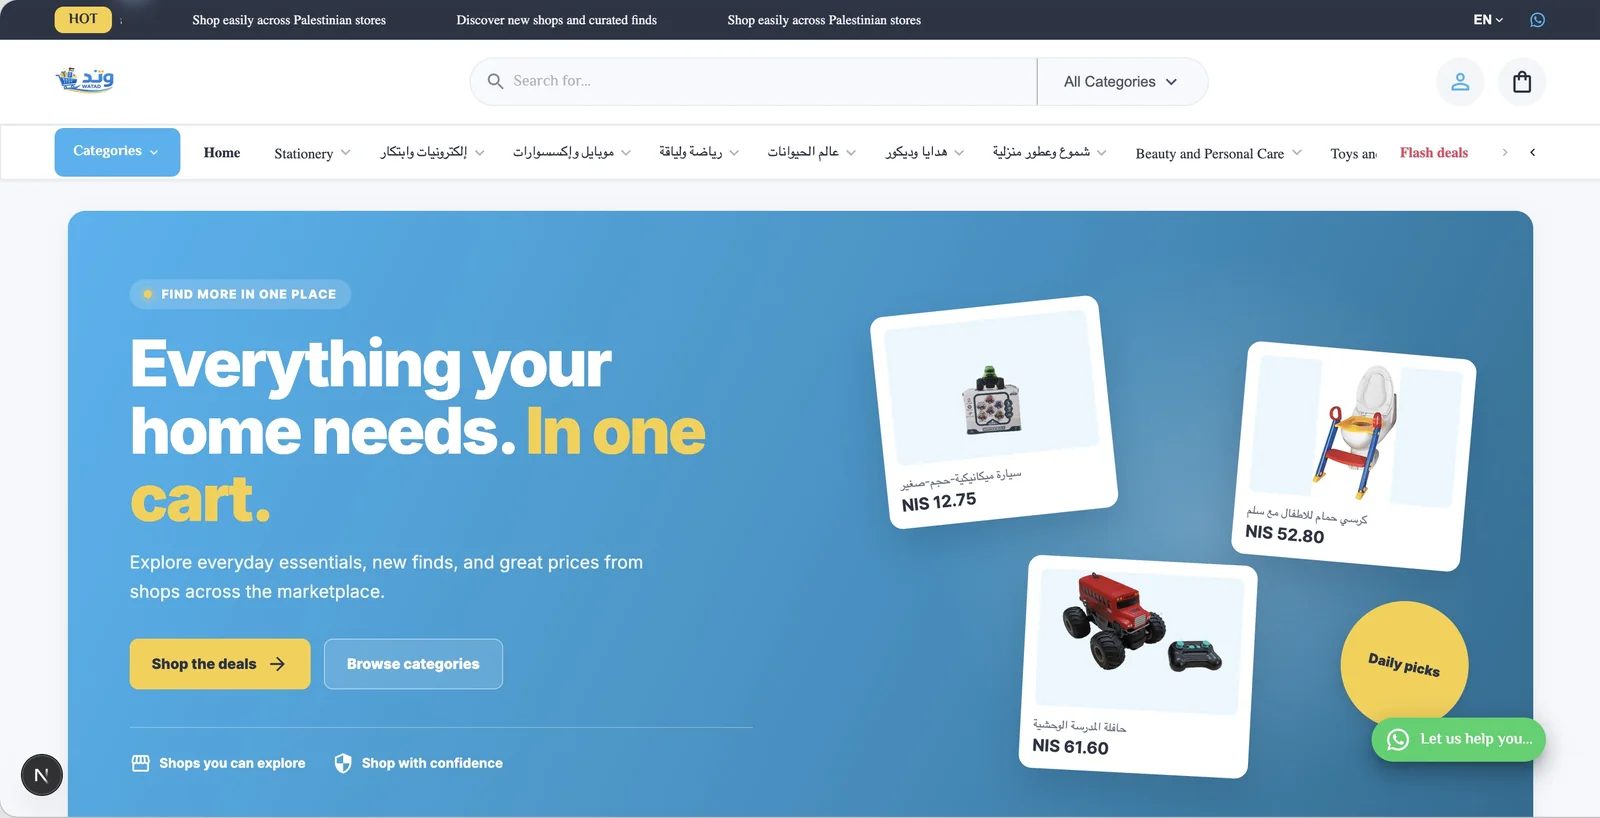 HOT
Shop easily across Palestinian stores
Discover new shops and curated finds
Shop easily across Palestinian stores
EN
وتد
WATAD
Search for...
All Categories
Categories
Home
Stationery
إلكترونيات وابتكار
موبايل وإكسسوارات
رياضة ولياقة
عالم الحيوانات
هدايا وديكور
شموع وعطور منزلية
Beauty and Personal Care
Toys an
Flash deals
FIND MORE IN ONE PLACE
Everything your
home needs. In one
cart.
Explore everyday essentials, new finds, and great prices from
shops across the marketplace.
Shop the deals
Browse categories
Shops you can explore
Shop with confidence
سيارة ميكانيكية-حجم-صغير
NIS 12.75
كرسي حمام للاطفال مع سلم
NIS 52.80
حافلة المدرسة الوحشية
NIS 61.60
Daily picks
Let us help you...
N